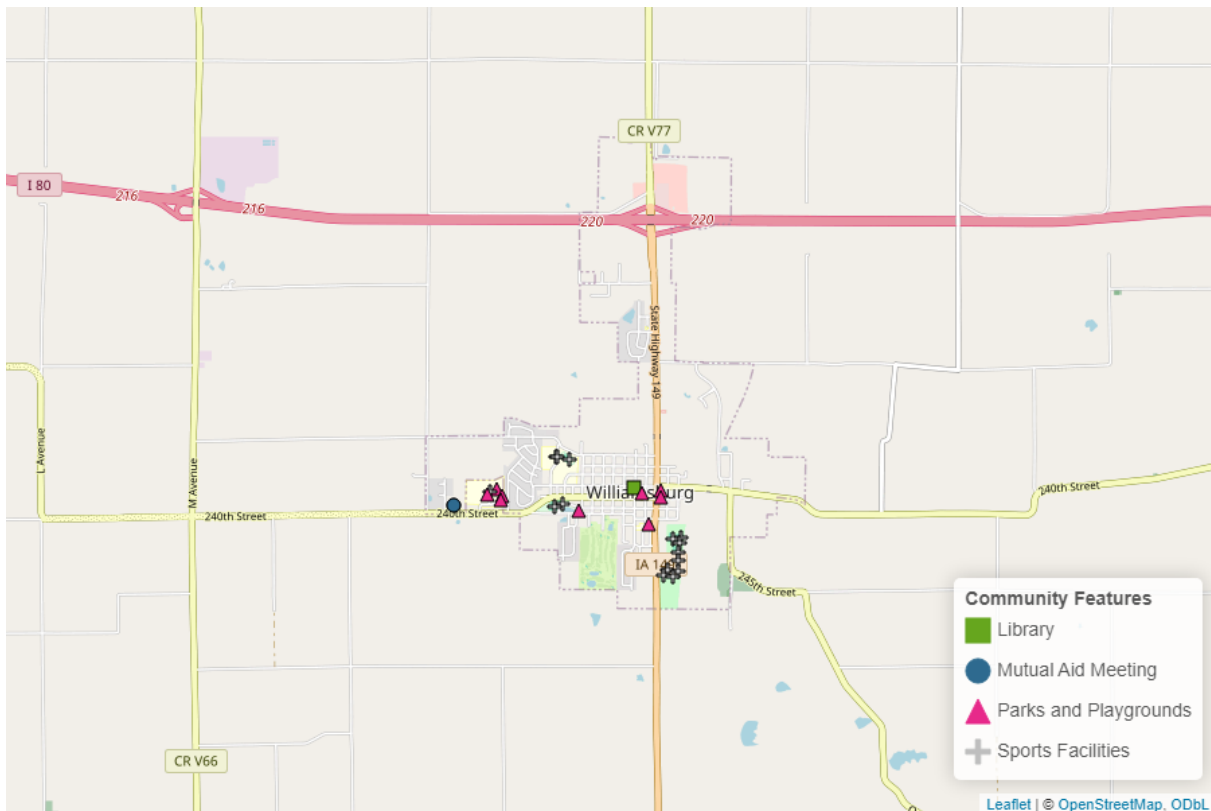 CR V77
I 80
216
216
220
220
State Highway 149
L Avenue
M Avenue
Williamsburg
240th Street
240th Street
240th Street
IA 149
245th Street
CR V66
Community Features
Library
Mutual Aid Meeting
Parks and Playgrounds
Sports Facilities
Leaflet | © OpenStreetMap, ODbL